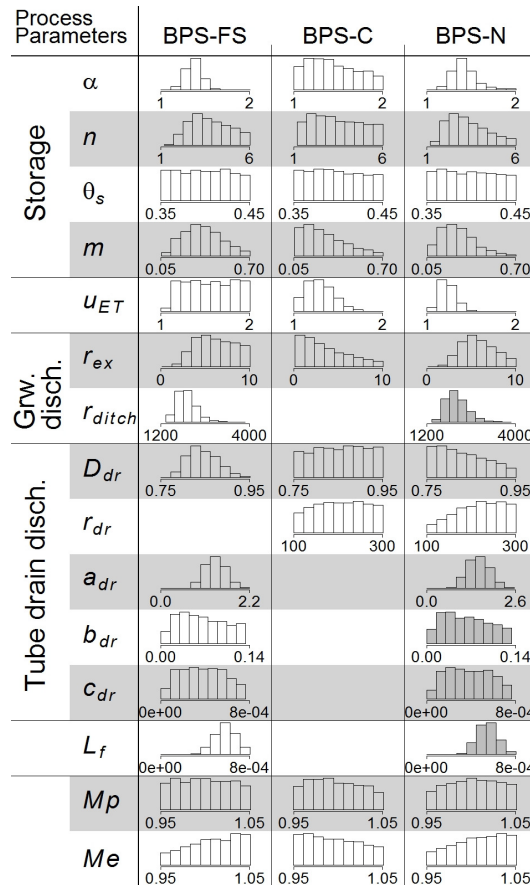 Process Parameters BPS-FS BPS-C BPS-N
Storage
α 1 2 1 2 1 2
n 1 6 1 6 1 6
θs 0.35 0.45 0.35 0.45 0.35 0.45
m 0.05 0.70 0.05 0.70 0.05 0.70
uET 1 2 1 2 1 2
Grw. disch.
rex 0 10 0 10 0 10
rditch 1200 4000 1200 4000
Tube drain disch.
Ddr 0.75 0.95 0.75 0.95 0.75 0.95
rdr 100 300 100 300
adr 0.0 2.2 0.0 2.6
bdr 0.00 0.14 0.00 0.14
cdr 0e+00 8e-04 0e+00 8e-04
Lf 0e+00 8e-04 0e+00 8e-04
Mp 0.95 1.05 0.95 1.05 0.95 1.05
Me 0.95 1.05 0.95 1.05 0.95 1.05